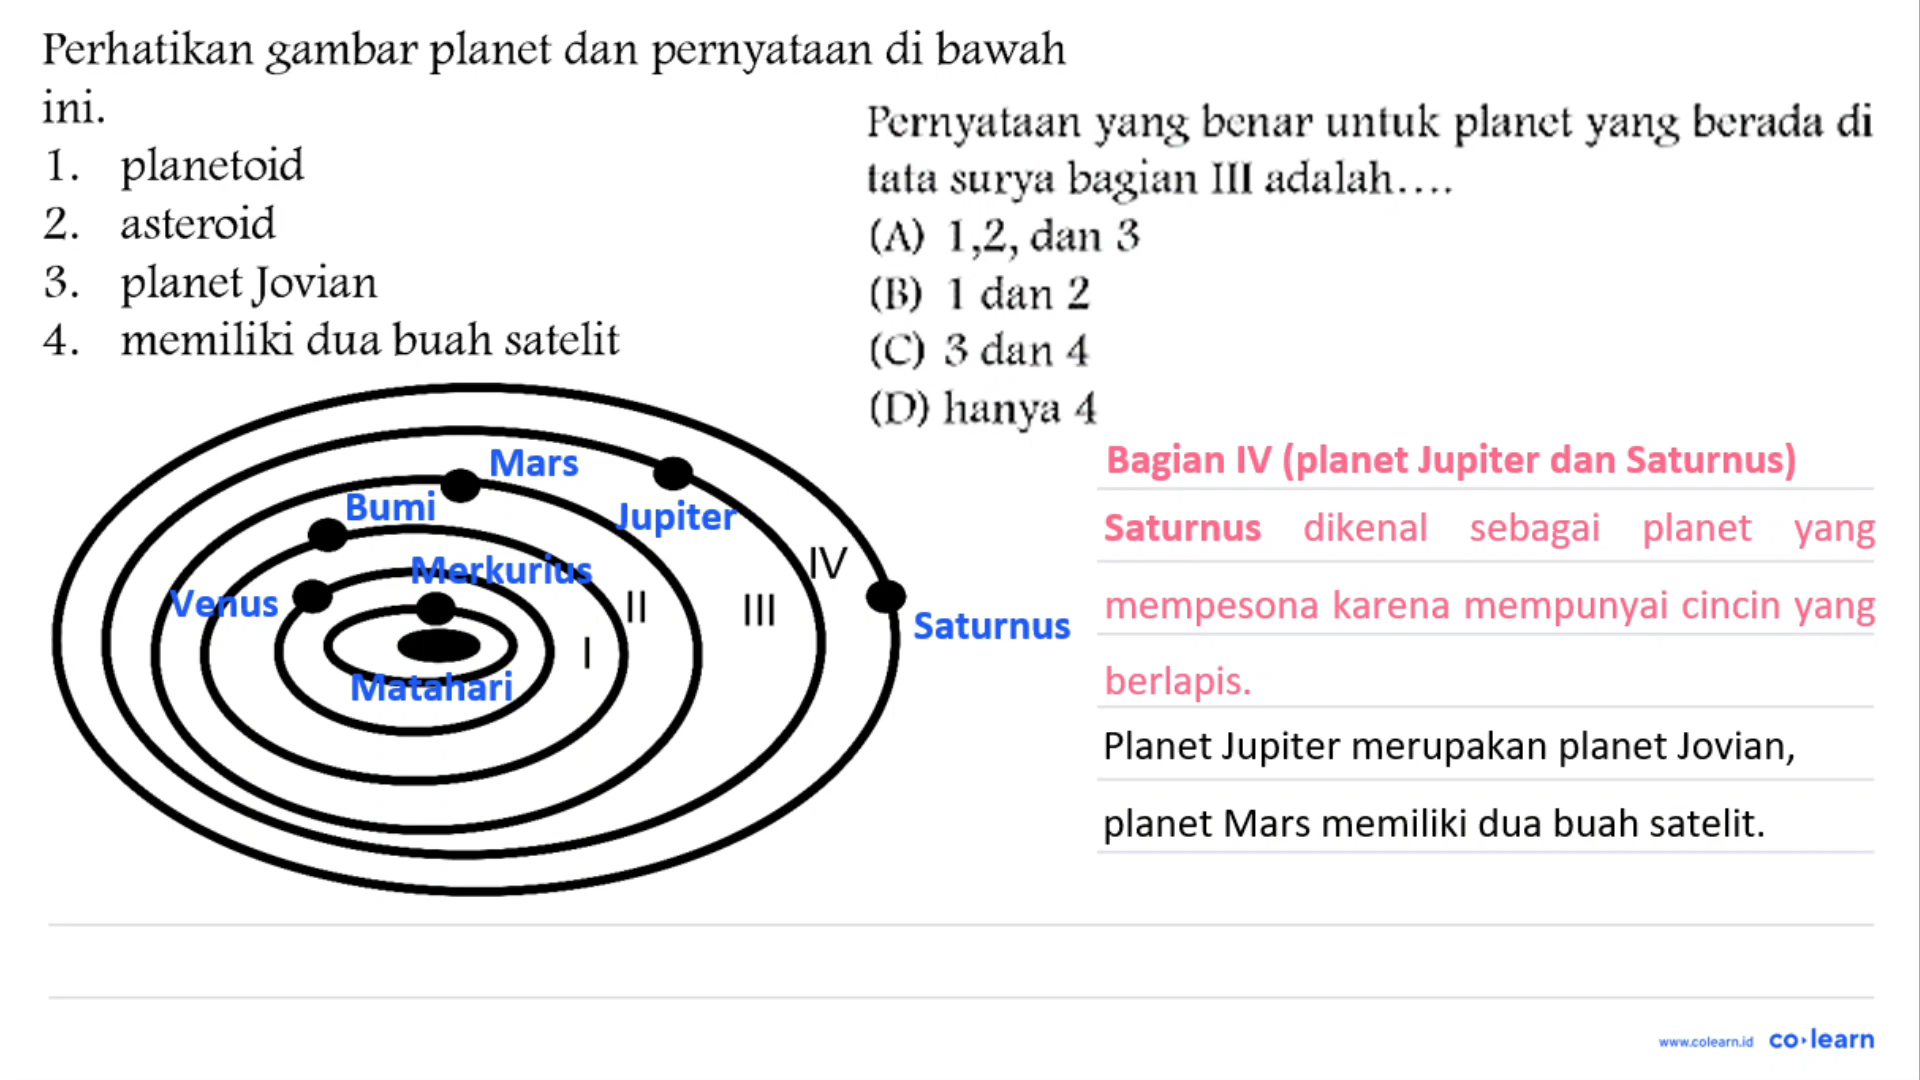 Perhatikan gambar planet dan pernyataan di bawah
ini.
1. planetoid
2. asteroid
3. planet Jovian
4. memiliki dua buah satelit
Pernyataan yang benar untuk planet yang berada di
tata surya bagian III adalah....
(A) 1,2, dan 3
(B) 1 dan 2
(C) 3 dan 4
(D) hanya 4
Mars
Bumi
Jupiter
Merkurius
IV
Venus
II
III
Saturnus
I
Matahari
Bagian IV (planet Jupiter dan Saturnus)
Saturnus dikenal sebagai planet yang
mempesona karena mempunyai cincin yang
berlapis.
Planet Jupiter merupakan planet Jovian,
planet Mars memiliki dua buah satelit.
www.colearn.id co·learn